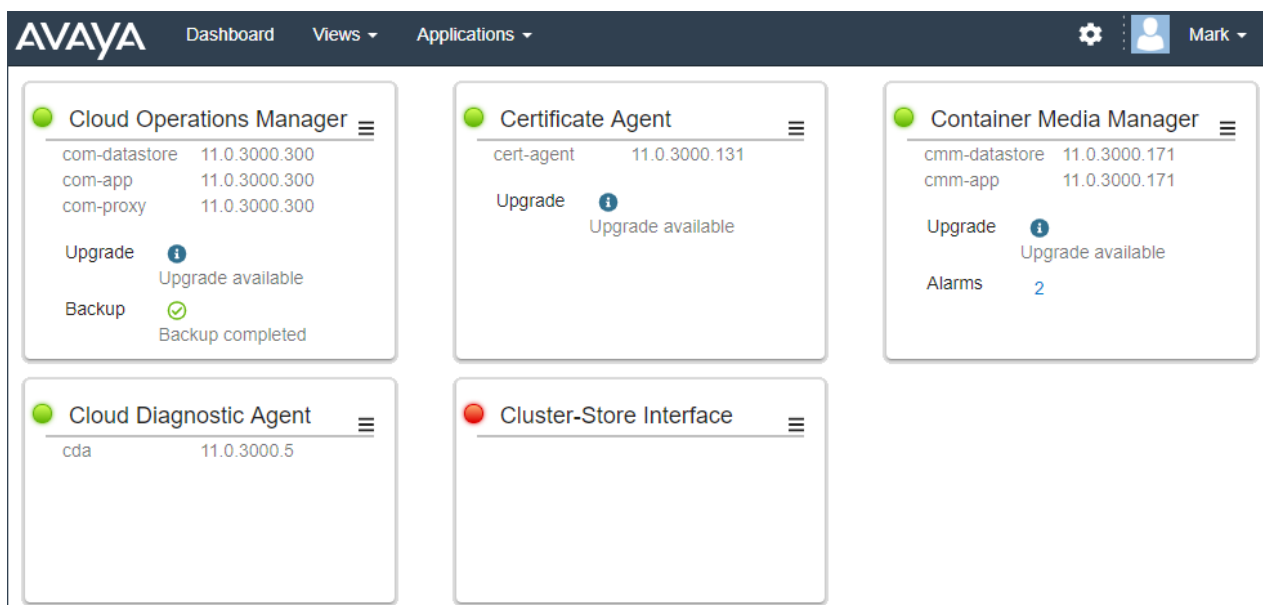 AVAYA Dashboard Views Applications Mark
Cloud Operations Manager
com-datastore 11.0.3000.300
com-app 11.0.3000.300
com-proxy 11.0.3000.300
Upgrade
Upgrade available
Backup
Backup completed
Certificate Agent
cert-agent 11.0.3000.131
Upgrade
Upgrade available
Container Media Manager
cmm-datastore 11.0.3000.171
cmm-app 11.0.3000.171
Upgrade
Upgrade available
Alarms 2
Cloud Diagnostic Agent
cda 11.0.3000.5
Cluster-Store Interface